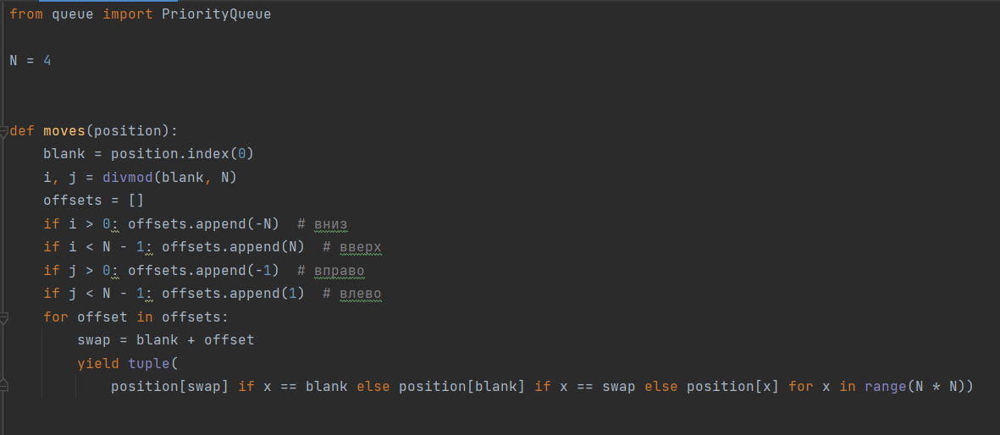 from queue import PriorityQueue
N = 4
def moves(position):
    blank = position.index(0)
    i, j = divmod(blank, N)
    offsets = []
    if i > 0: offsets.append(-N)  # вниз
    if i < N - 1: offsets.append(N)  # вверх
    if j > 0: offsets.append(-1)  # вправо
    if j < N - 1: offsets.append(1)  # влево
    for offset in offsets:
        swap = blank + offset
        yield tuple(
            position[swap] if x == blank else position[blank] if x == swap else position[x] for x in range(N * N))